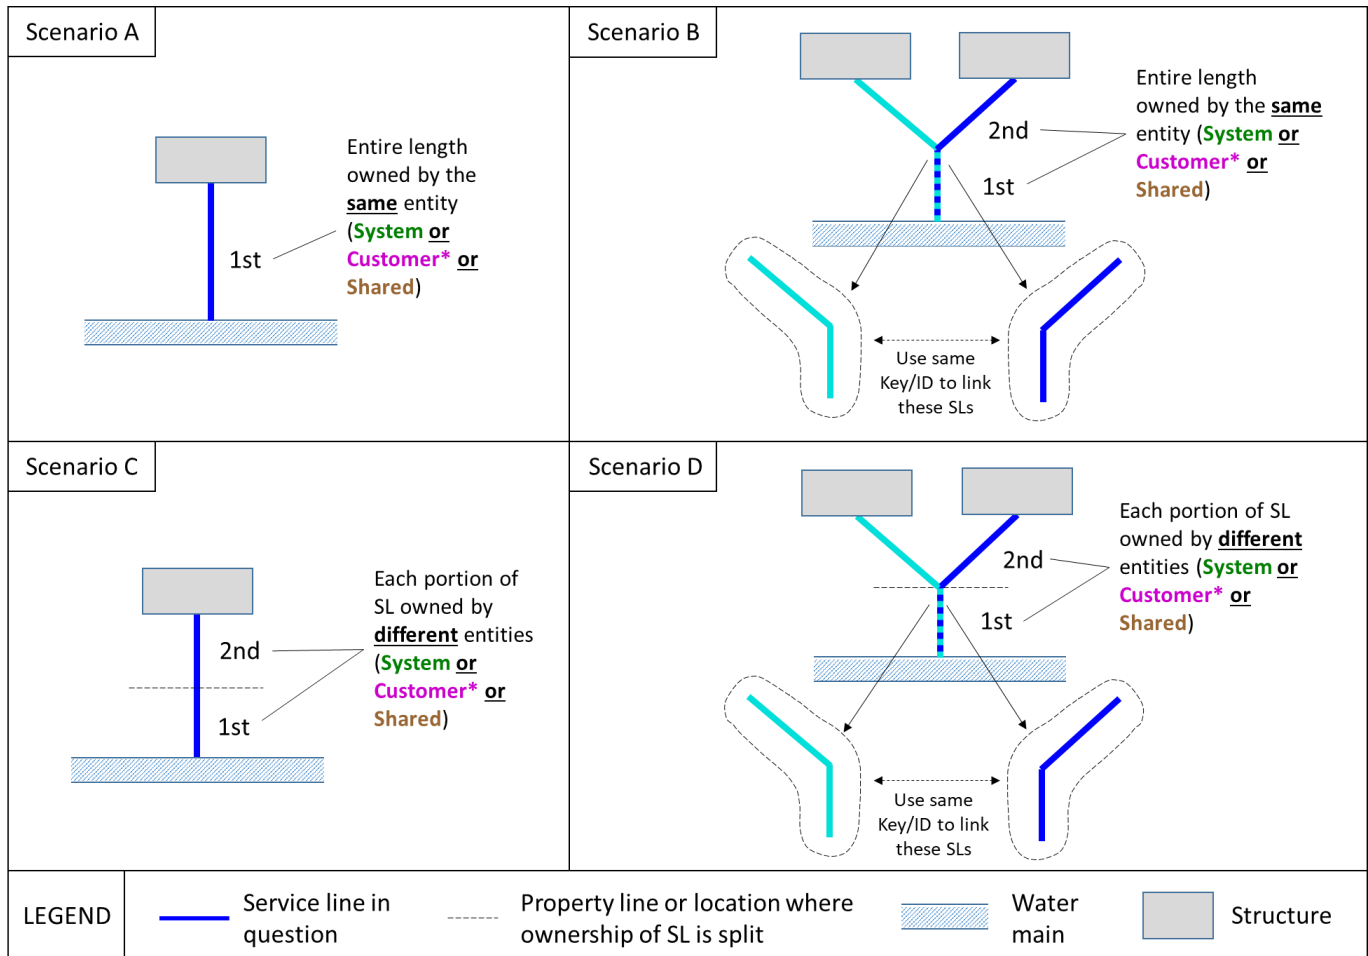 Scenario A
Entire length
owned by the
same entity
(System or
Customer* or
Shared)
1st
Scenario B
Entire length
owned by the same
entity (System or
Customer* or
Shared)
2nd
1st
Use same
Key/ID to link
these SLs
Scenario C
Each portion of
SL owned by
different entities
(System or
Customer* or
Shared)
2nd
1st
Scenario D
Each portion of SL
owned by different
entities (System or
Customer* or
Shared)
2nd
1st
Use same
Key/ID to link
these SLs
LEGEND
Service line in
question
Property line or location where
ownership of SL is split
Water
main
Structure